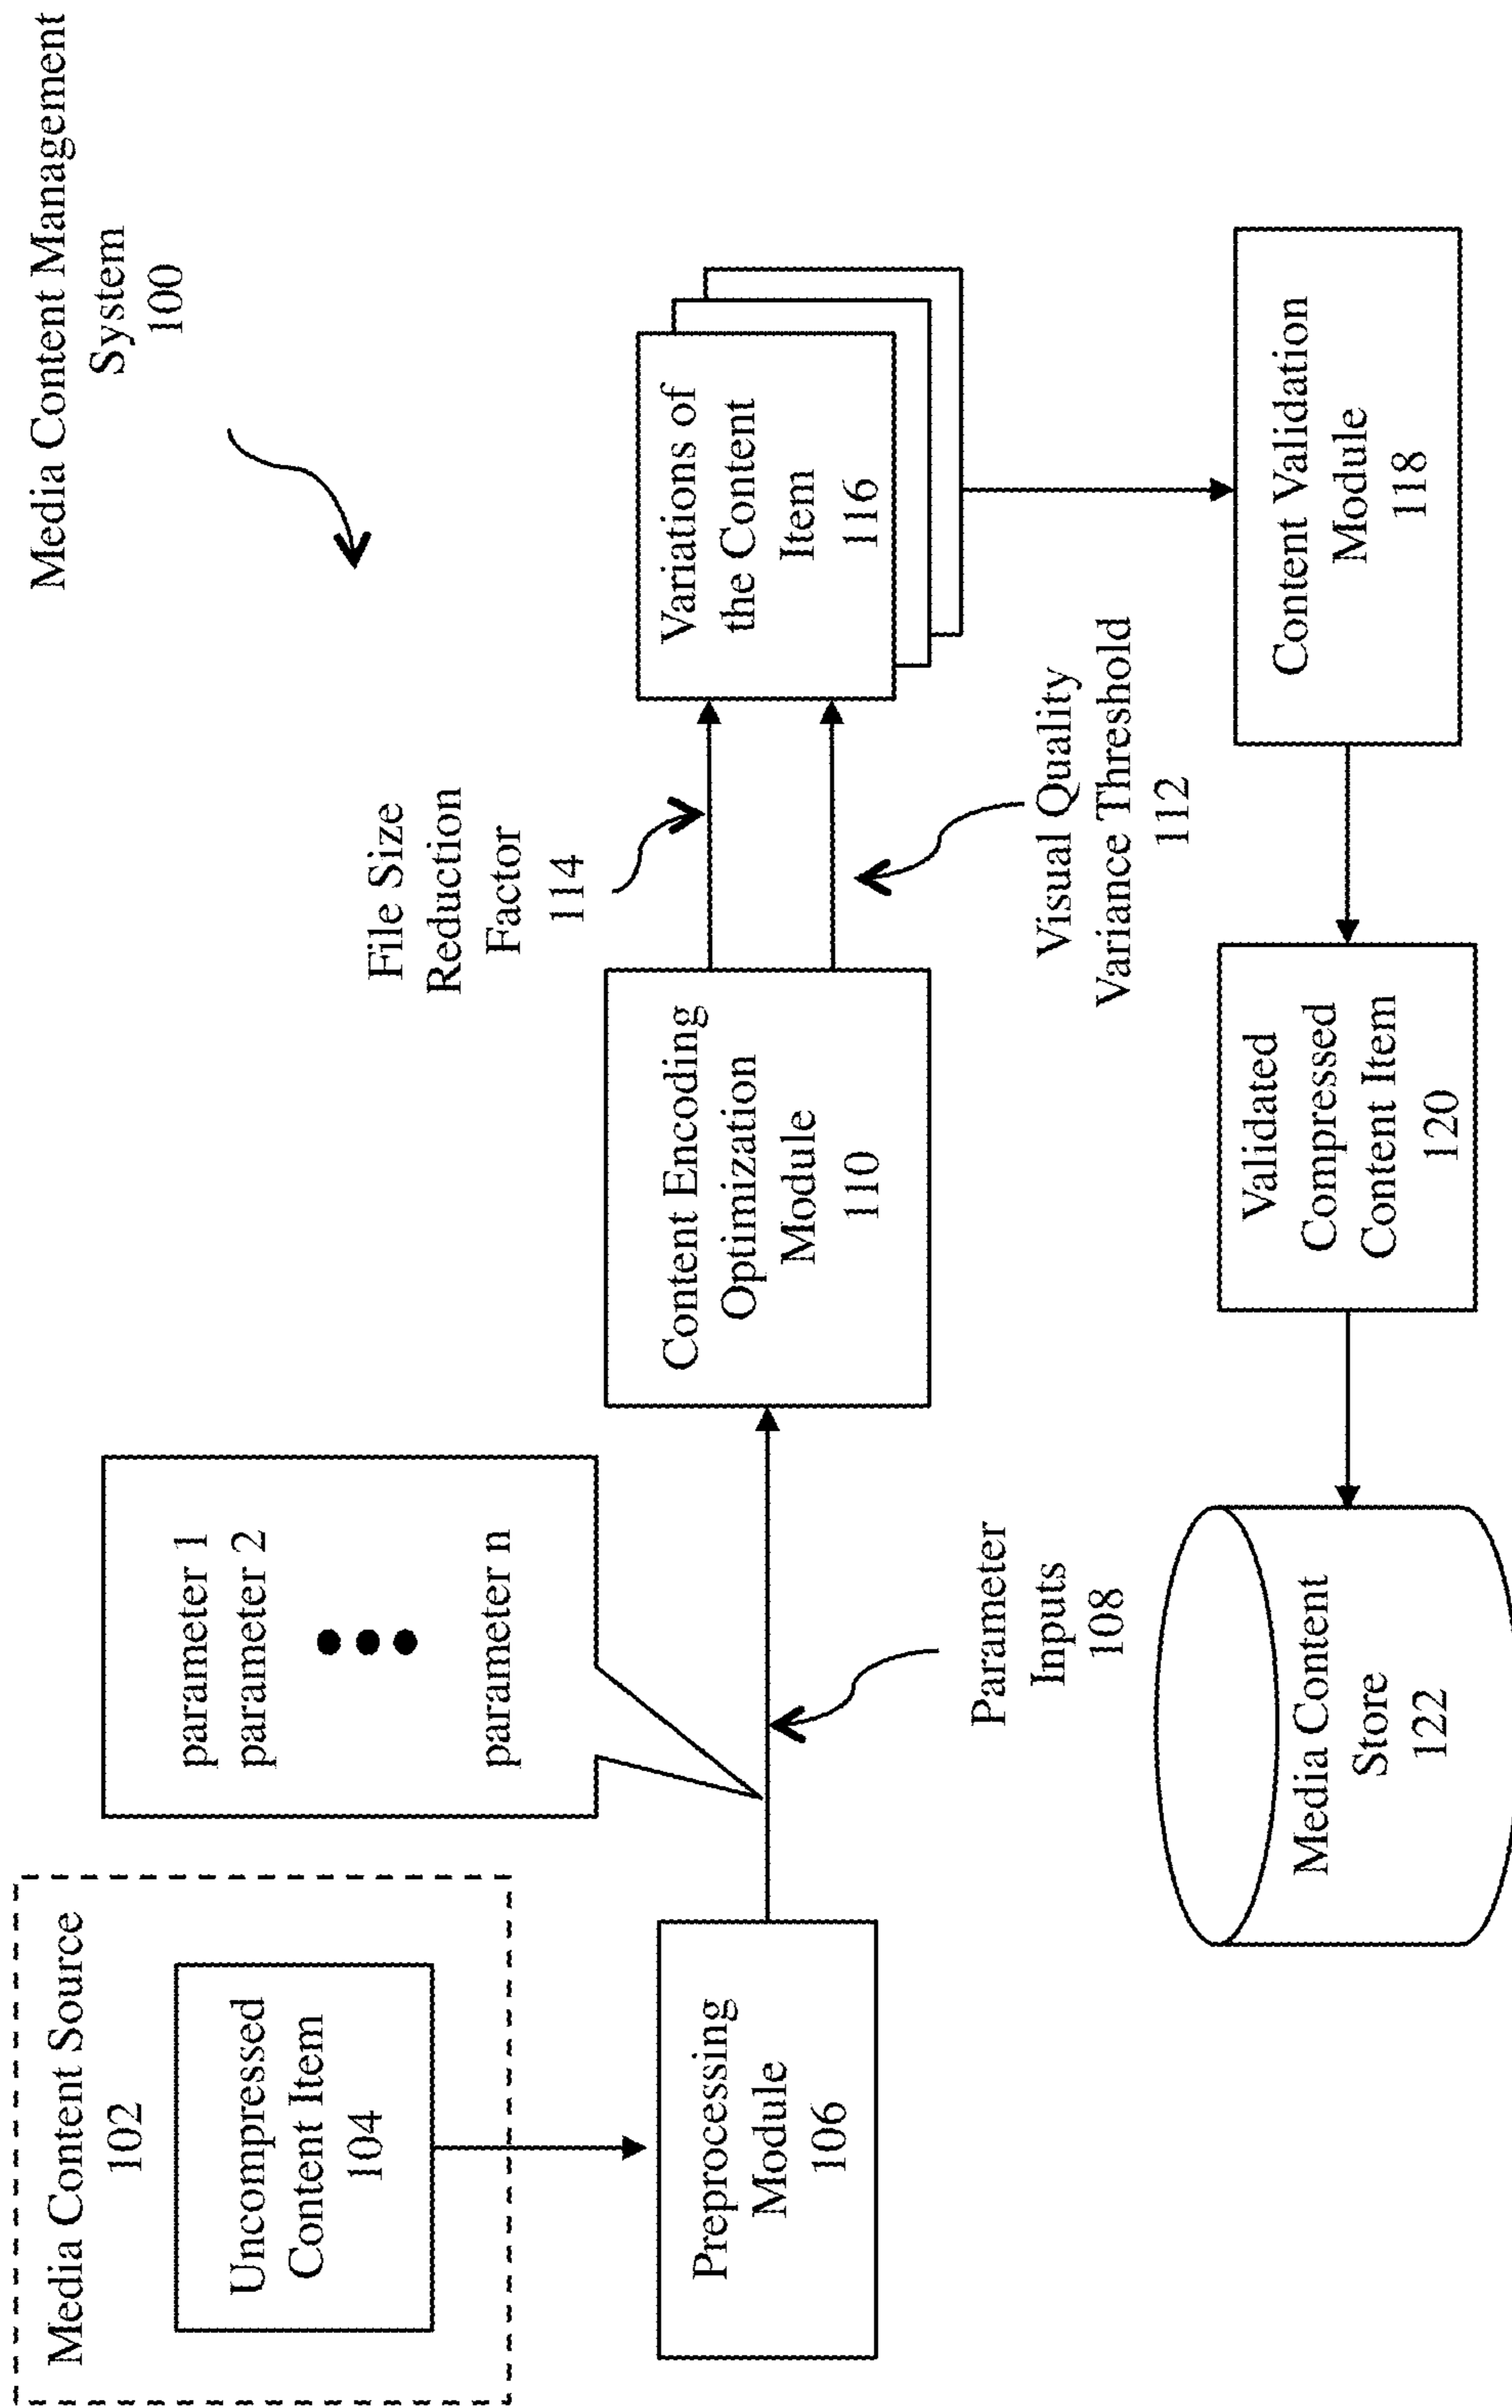 Media Content Management
System
100
Media Content Source
102
Uncompressed
Content Item
104
Preprocessing
Module
106
parameter 1
parameter 2
parameter n
Parameter
Inputs
108
Content Encoding
Optimization
Module
110
File Size
Reduction
Factor
114
Visual Quality
Variance Threshold
112
Variations of
the Content
Item
116
Content Validation
Module
118
Validated
Compressed
Content Item
120
Media Content
Store
122